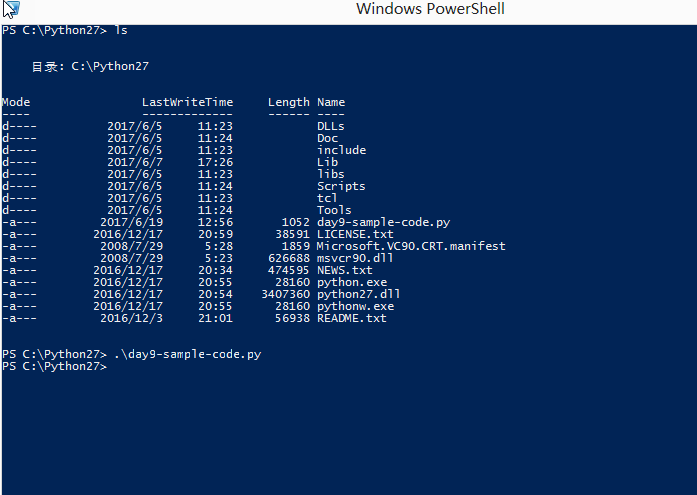 Windows PowerShell
PS C:\Python27> ls
目录: C:\Python27
Mode LastWriteTime Length Name
---- ------------- ------ ----
d---- 2017/6/5 11:23 DLLs
d---- 2017/6/5 11:24 Doc
d---- 2017/6/5 11:23 include
d---- 2017/6/7 17:26 Lib
d---- 2017/6/5 11:23 libs
d---- 2017/6/5 11:24 Scripts
d---- 2017/6/5 11:23 tcl
d---- 2017/6/5 11:24 Tools
-a--- 2017/6/19 12:56 1052 day9-sample-code.py
-a--- 2016/12/17 20:59 38591 LICENSE.txt
-a--- 2008/7/29 5:28 1859 Microsoft.VC90.CRT.manifest
-a--- 2008/7/29 5:23 626688 msvcr90.dll
-a--- 2016/12/17 20:34 474595 NEWS.txt
-a--- 2016/12/17 20:55 28160 python.exe
-a--- 2016/12/17 20:54 3407360 python27.dll
-a--- 2016/12/17 20:55 28160 pythonw.exe
-a--- 2016/12/3 21:01 56938 README.txt
PS C:\Python27> .\day9-sample-code.py
PS C:\Python27>